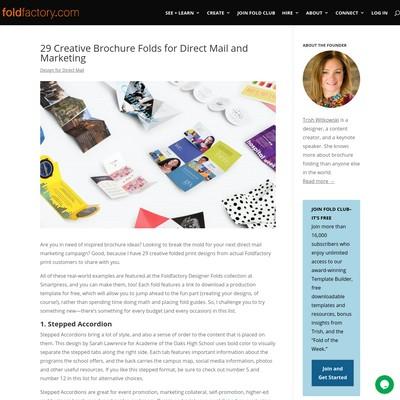 foldfactory.com
SEE + LEARN
CREATE
JOIN FOLD CLUB
HIRE
ABOUT
CONNECT
LOG IN
29 Creative Brochure Folds for Direct Mail and
Marketing
Design for Direct Mail
Are you in need of inspired brochure ideas? Looking to break the mold for your next direct mail
marketing campaign? Good, because I have 29 creative folded print designs from actual Foldfactory
print customers to share with you.
All of these real-world examples are featured at the Foldfactory Designer Folds collection at
Smartpress, and you can make them, too! Each fold features a link to download a production
template for free, which will allow you to jump ahead to the fun part (creating your designs, of
course!), rather than spending time doing math and placing fold guides. So, I challenge you to try
something new—there's something for every budget (and every occasion) in this list.
1. Stepped Accordion
Stepped Accordions bring a lot of style, and also a sense of order to the content that is placed on
them. This design by Sarah Lawrence for Academe of the Oaks High School uses bold color to visually
separate the stepped tabs along the right side. Each tab features important information about the
programs the school offers, and the back carries the campus map, social media information, photos
and other useful resources. If you like this stepped format, be sure to check out number 5 and
number 12 in this list for alternative choices.
Stepped Accordions are great for event promotion, marketing collateral, self-promotion, higher-ed
ABOUT THE FOUNDER
Trish Witkowski is
a designer, a content
creator, and a keynote
speaker. She knows
more about brochure
folding than anyone else
in the world.
Read more →
JOIN FOLD CLUB–
IT'S FREE
Join more than
16,000
subscribers who
enjoy unlimited
access to our
award-winning
Template Builder,
free
downloadable
templates and
resources, bonus
insights from
Trish, and the
"Fold of the
Week."
Join and
Get Started